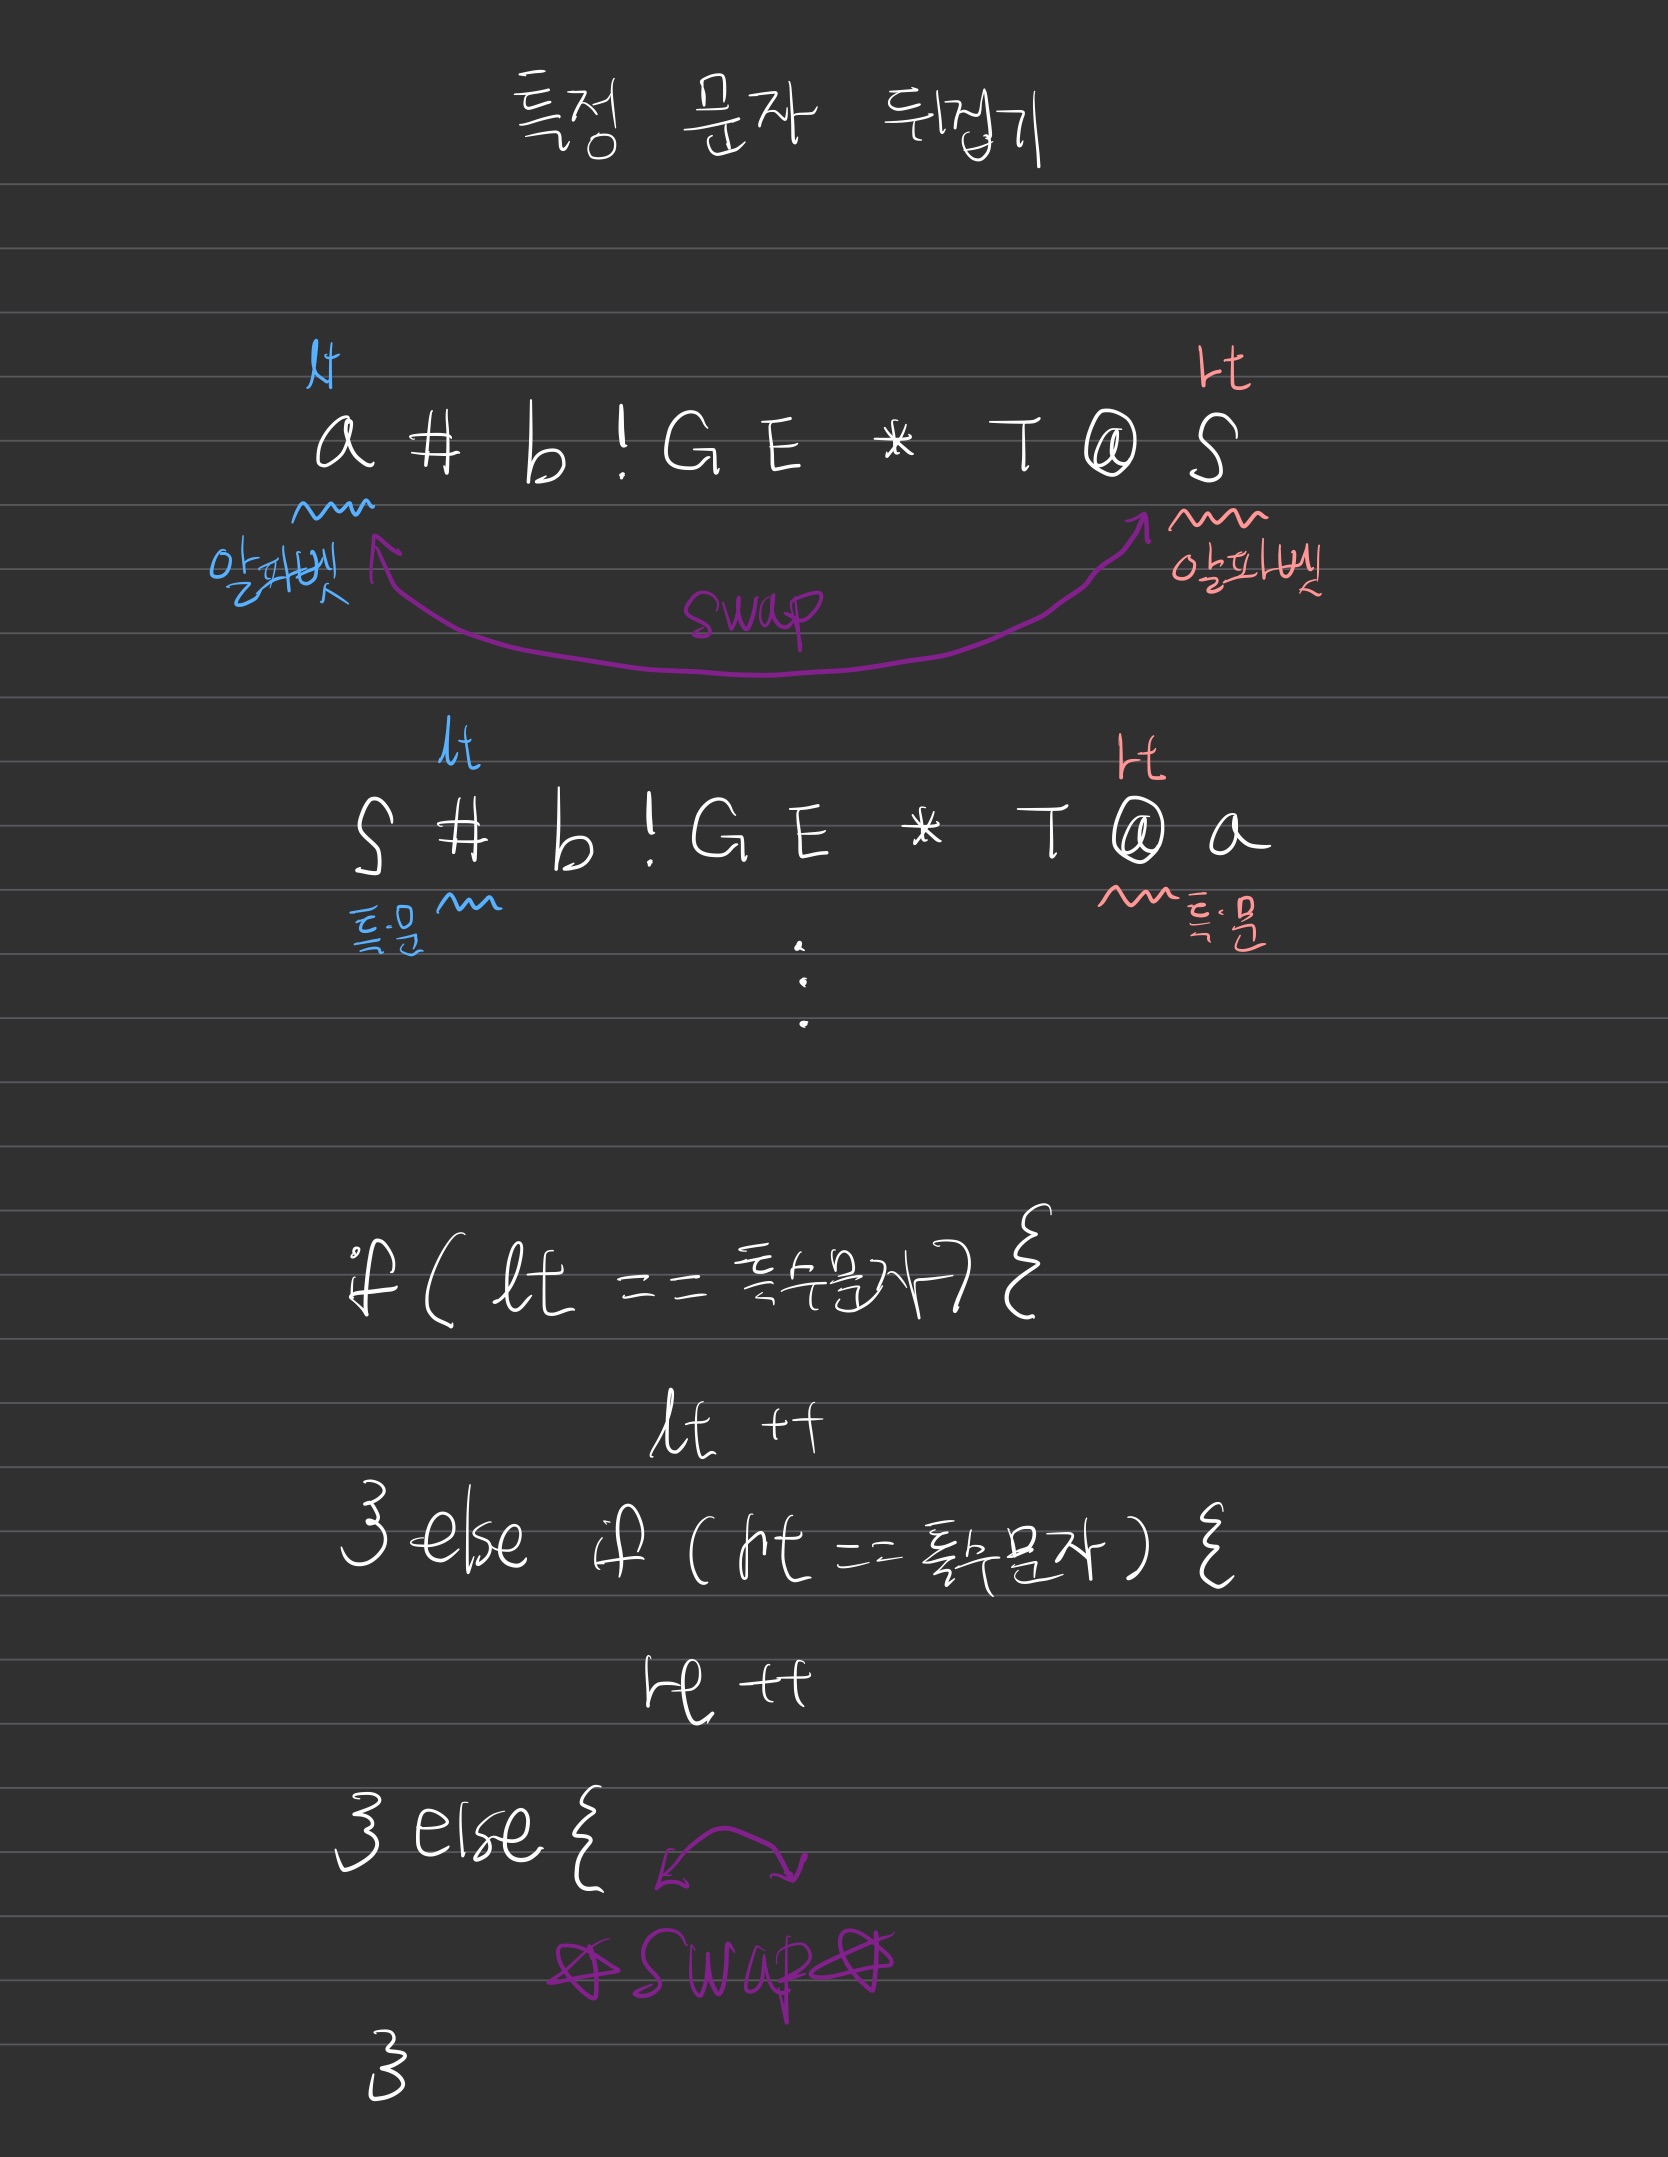 특정 문자 뒤집기
lt rt
a # b ! G E * T @ S
알파벳 알파벳
swap
lt rt
S # b ! G E * T @ a
특·문 특·문
if ( lt == 특수문자) {
lt ++
} else if (rt == 특수문자) {
rt ++
} else {
☆ swap ☆
}